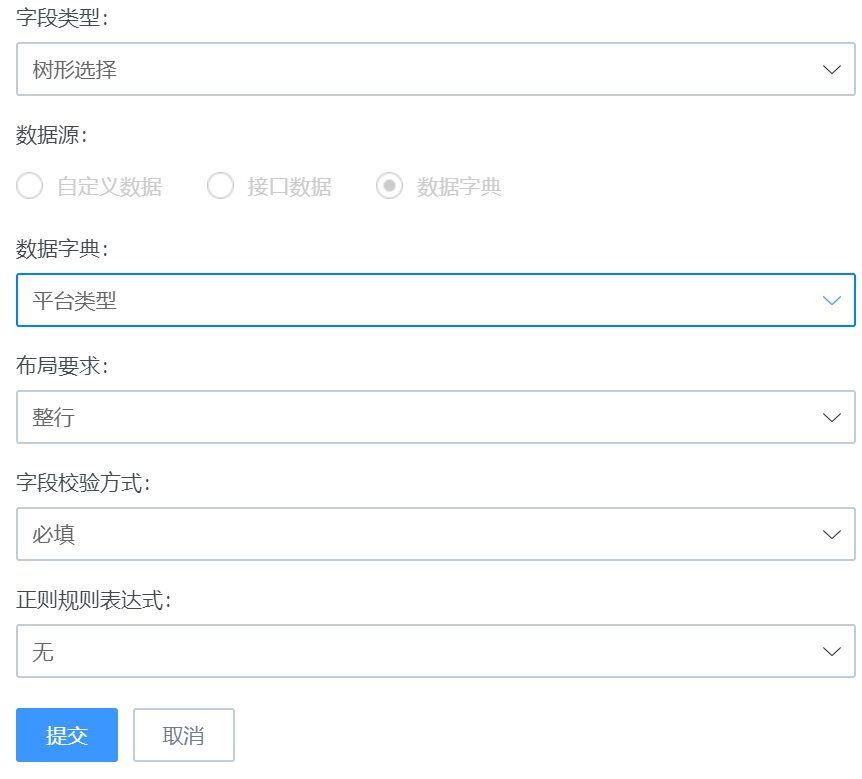 字段类型：
树形选择
数据源：
自定义数据 接口数据 数据字典
数据字典：
平台类型
布局要求：
整行
字段校验方式：
必填
正则规则表达式：
无
提交 取消